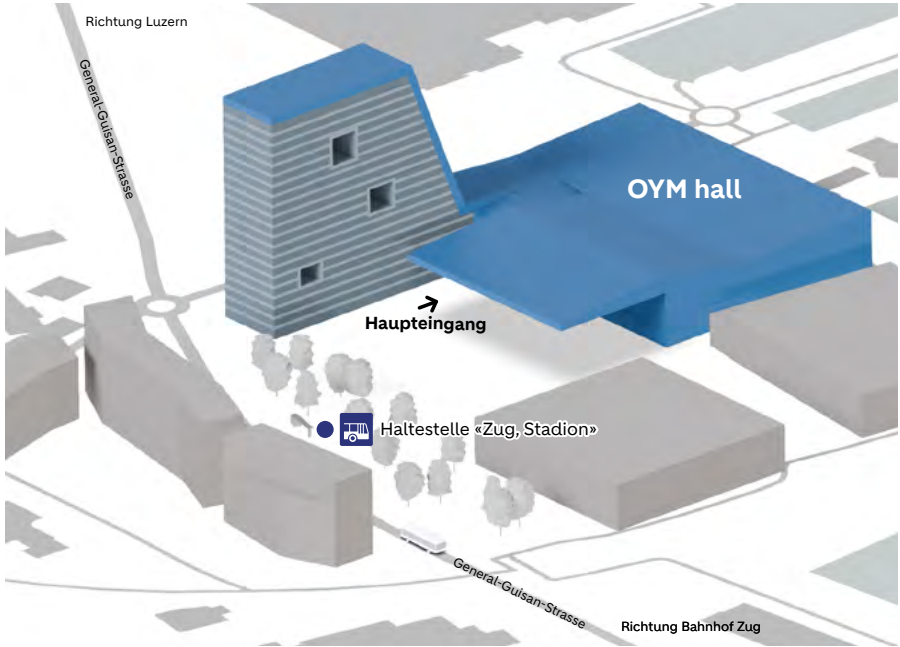 Richtung Luzern
General-Guisan-Strasse
OYM hall
Haupteingang
Haltestelle «Zug, Stadion»
General-Guisan-Strasse
Richtung Bahnhof Zug